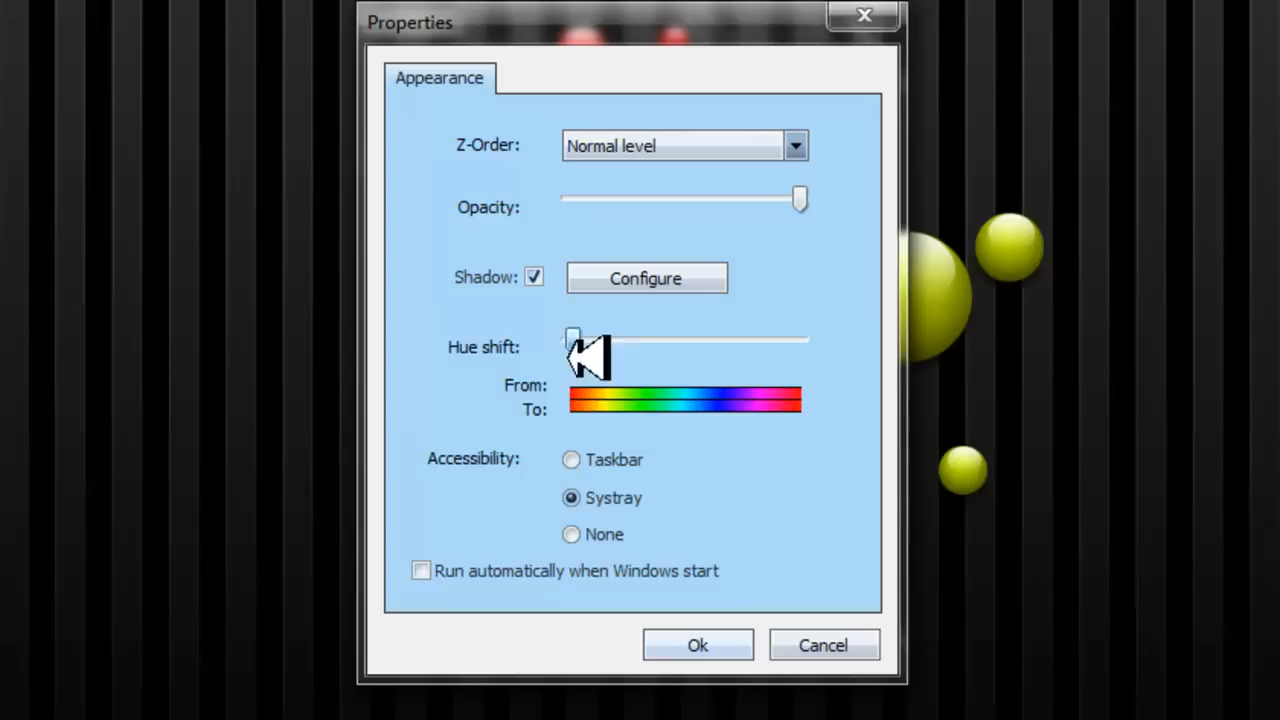 Properties
Appearance
Z-Order: Normal level
Opacity:
Shadow: Configure
Hue shift:
From:
To:
Accessibility: Taskbar
Systray
None
Run automatically when Windows start
Ok Cancel